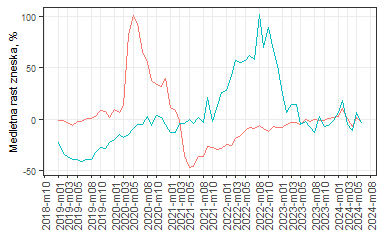 Medletna rast zneska, %
100
50
0
-50
2018-m10
2019-m01
2019-m03
2019-m05
2019-m08
2019-m10
2020-m01
2020-m03
2020-m05
2020-m08
2020-m10
2021-m01
2021-m03
2021-m05
2021-m08
2021-m10
2022-m01
2022-m03
2022-m05
2022-m08
2022-m10
2023-m01
2023-m03
2023-m05
2023-m08
2023-m10
2024-m01
2024-m03
2024-m05
2024-m08